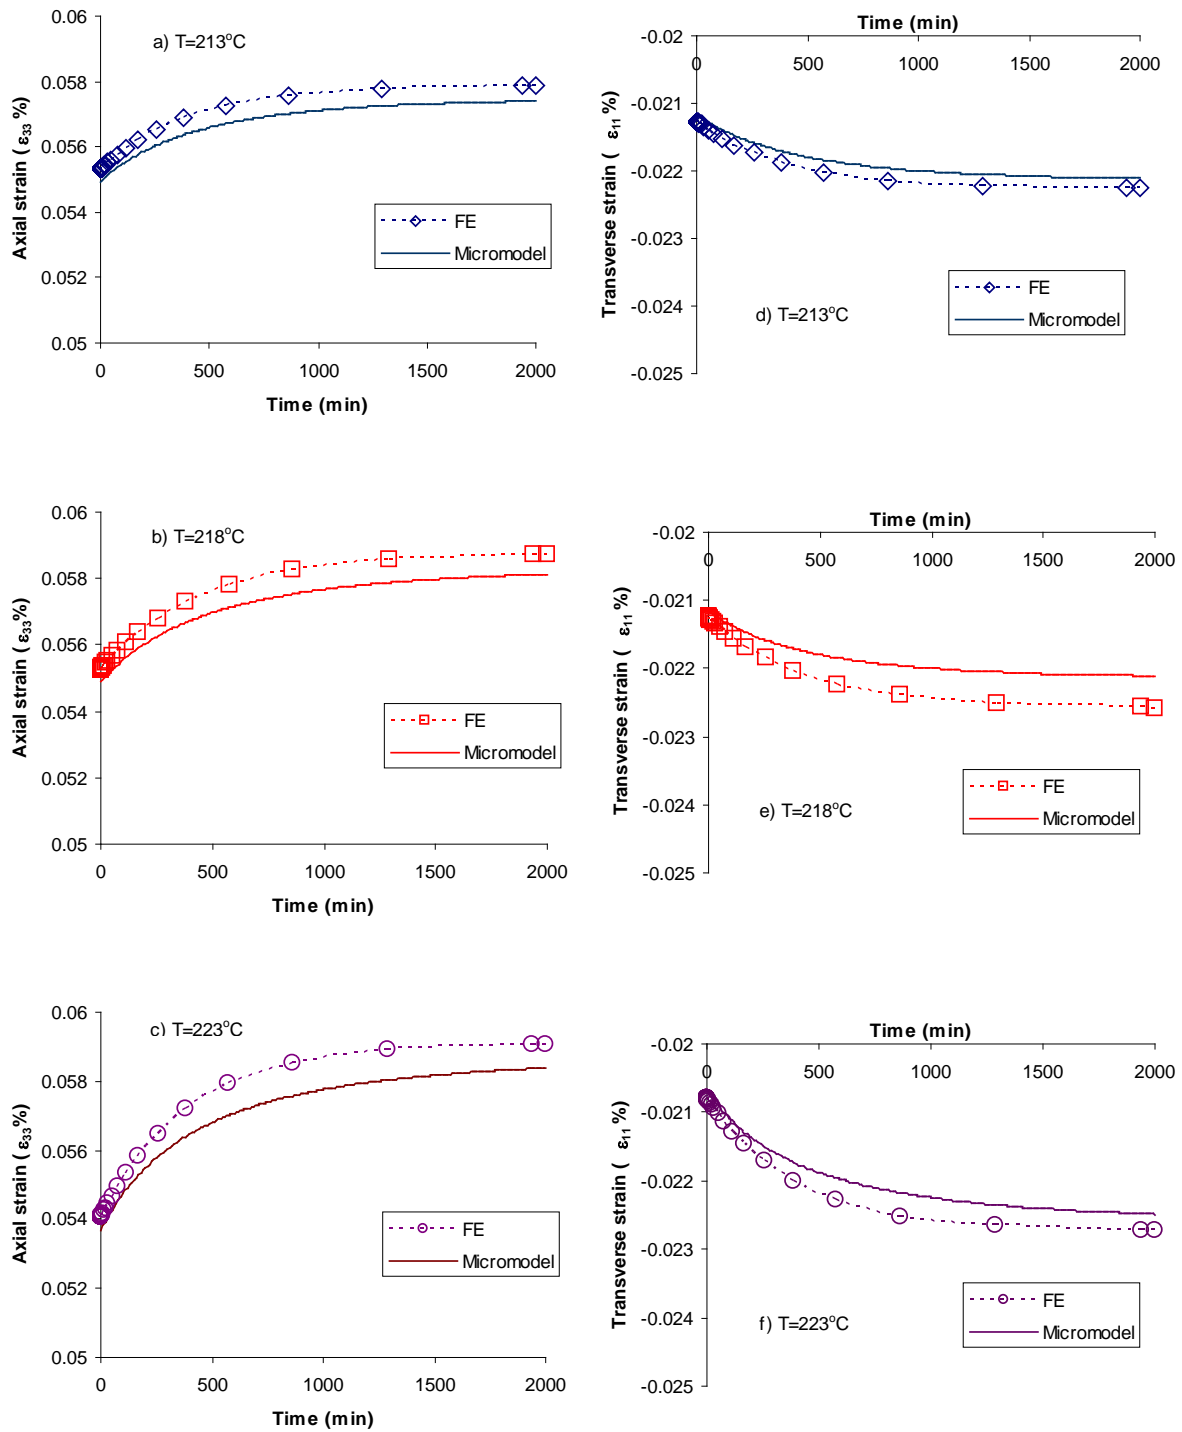 a) T=213°C
Axial strain ( ε33 %)
0.06
0.058
0.056
0.054
0.052
0.05
0 500 1000 1500 2000
Time (min)
FE
Micromodel
Time (min)
0 500 1000 1500 2000
Transverse strain ( ε11 %)
-0.02
-0.021
-0.022
-0.023
-0.024
-0.025
FE
Micromodel
d) T=213°C
b) T=218°C
Axial strain ( ε33 %)
0.06
0.058
0.056
0.054
0.052
0.05
0 500 1000 1500 2000
Time (min)
FE
Micromodel
Time (min)
0 500 1000 1500 2000
Transverse strain ( ε11 %)
-0.02
-0.021
-0.022
-0.023
-0.024
-0.025
FE
Micromodel
e) T=218°C
c) T=223°C
Axial strain ( ε33 %)
0.06
0.058
0.056
0.054
0.052
0.05
0 500 1000 1500 2000
Time (min)
FE
Micromodel
Time (min)
0 500 1000 1500 2000
Transverse strain ( ε11 %)
-0.02
-0.021
-0.022
-0.023
-0.024
-0.025
FE
Micromodel
f) T=223°C